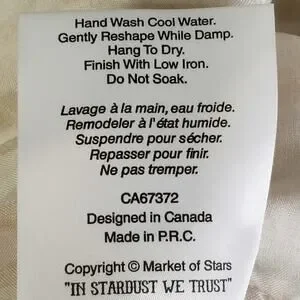 Hand Wash Cool Water.
Gently Reshape While Damp.
Hang To Dry.
Finish With Low Iron.
Do Not Soak.
Lavage à la main, eau froide.
Remodeler à l'état humide.
Suspendre pour sécher.
Repasser pour finir.
Ne pas tremper.
CA67372
Designed in Canada
Made in P.R.C.
Copyright © Market of Stars
"IN STARDUST WE TRUST"